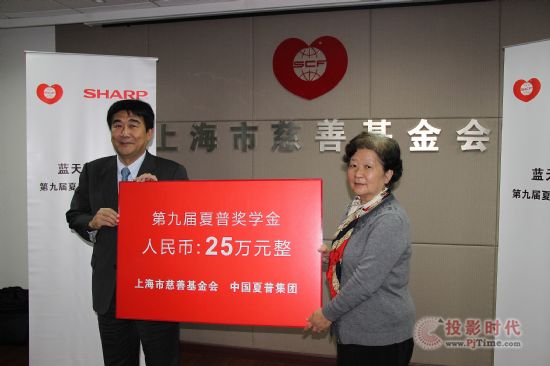 SCF
SHARP
上海市慈善基金会
蓝天
第九届夏
第九届夏普奖学金
人民币：25万元整
上海市慈善基金会 中国夏普集团
蓝天
第九届夏普
投影时代
www.PjTime.com